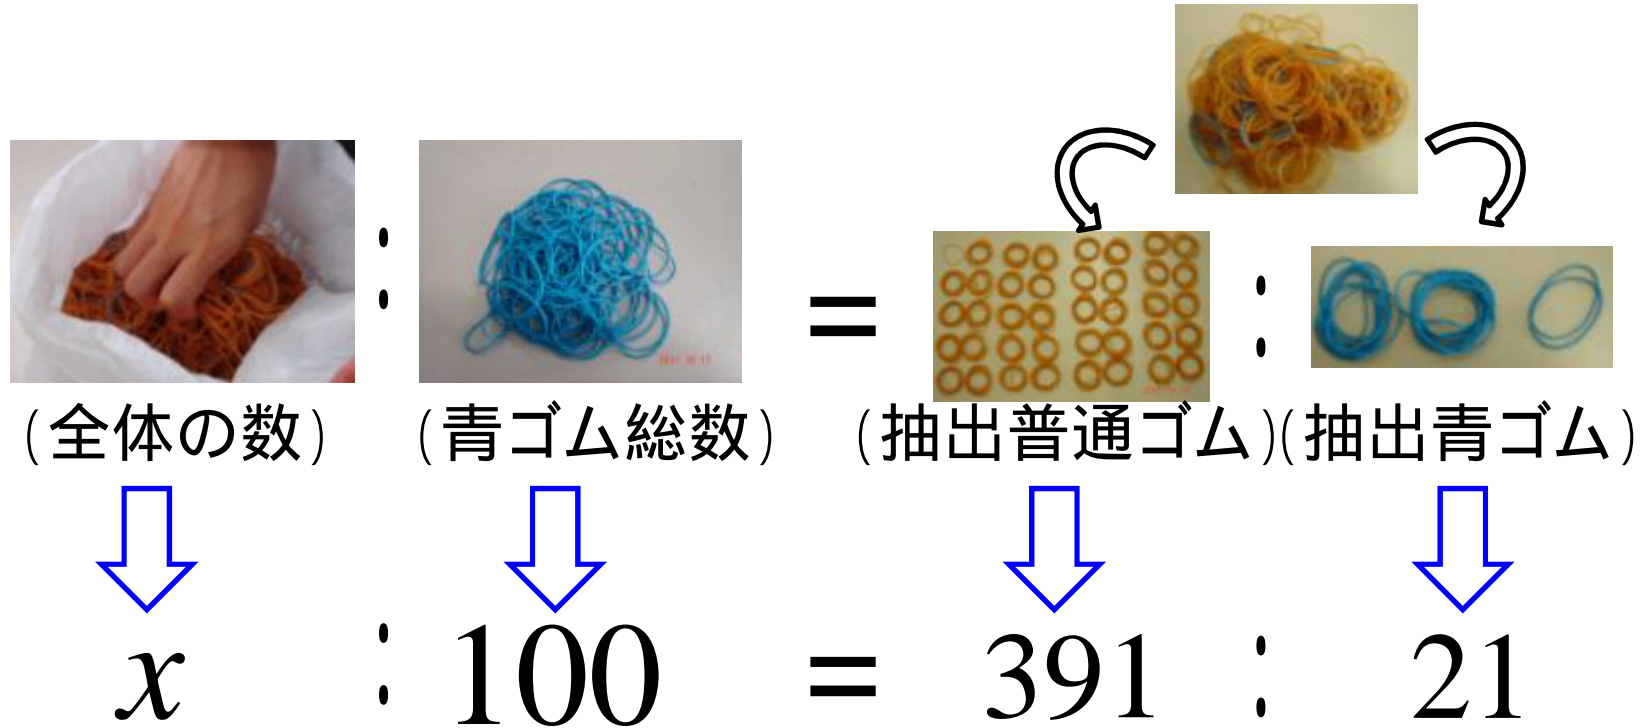 (全体の数) : (青ゴム総数) = (抽出普通ゴム) : (抽出青ゴム)
x : 100 = 391 : 21